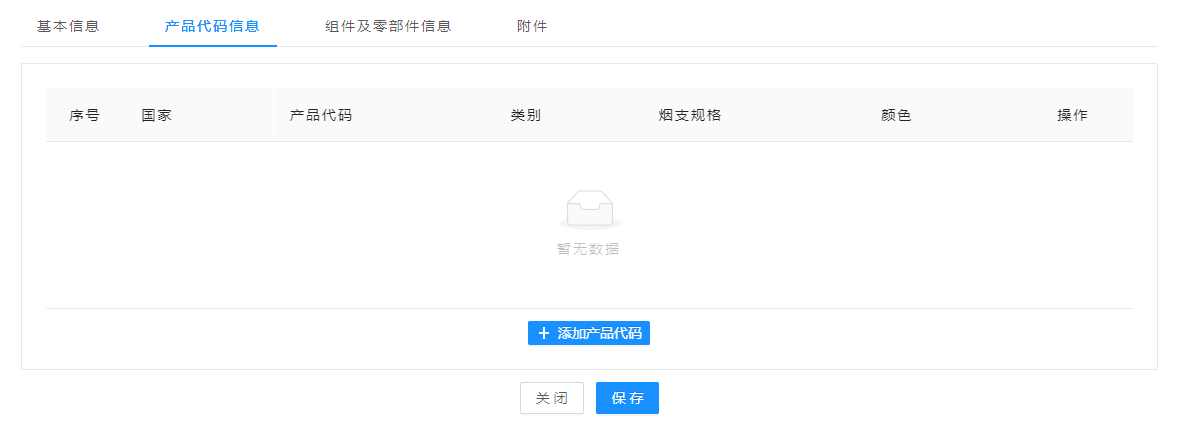 基本信息 产品代码信息 组件及零部件信息 附件
序号 国家 产品代码 类别 烟支规格 颜色 操作
暂无数据
+ 添加产品代码
关闭 保存